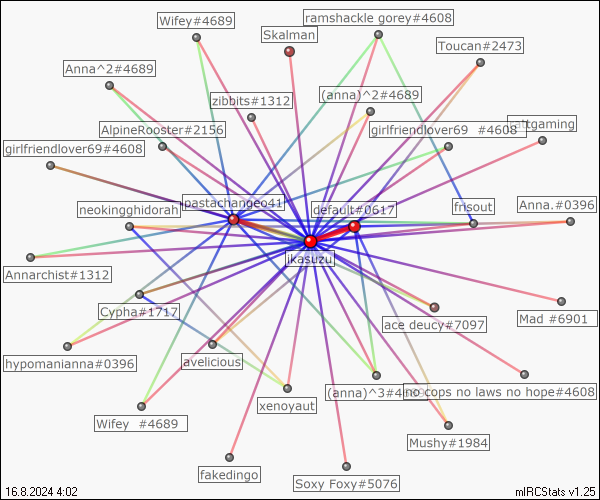 Wifey#4689
ramshackle gorey#4608
Skalman
Toucan#2473
Anna^2#4689
(anna)^2#4689
zibbits#1312
AlpineRooster#2156
girlfriendlover69 #4608
girlfriendlover69#4608
pastachangeo41
frisout
Anna.#0396
neokingghidorah
default#0617
jikasuzu
Annarchist#1312
Cypha#1717
ace deucy#7097
Mad #6901
hypomanianna#0396
avelicious
(anna)^3#4
no cops no laws no hope#4608
xenoyaut
Wifey #4689
Mushy#1984
fakedingo
Soxy Foxy#5076
16.8.2024 4:02
mIRCStats v1.25